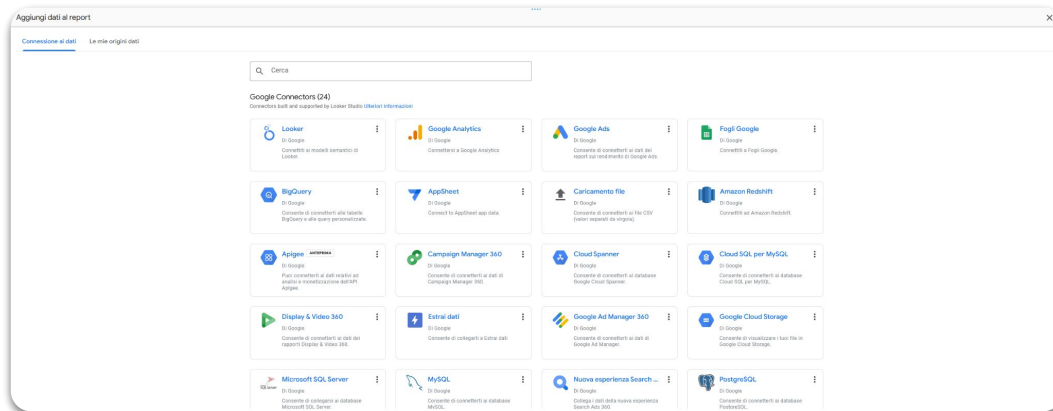 Aggiungi dati al report
Connessione ai dati
Le mie origini dati
Cerca
Google Connectors (24)
Connectors built and supported by Looker Studio Ulteriori informazioni
Looker
Di Google
Connettiti ai modelli semantici di
Looker.
Google Analytics
Di Google
Connettersi a Google Analytics
Google Ads
Di Google
Consente di connetterti ai dati dei
report sul rendimento di Google Ads.
Fogli Google
Di Google
Connettiti a Fogli Google.
BigQuery
Di Google
Consente di connetterti alle tabelle
BigQuery e alle query personalizzate.
AppSheet
Di Google
Connect to AppSheet app data
Caricamento file
Di Google
Consente di connetterti ai file CSV
(valori separati da virgola).
Amazon Redshift
Di Google
Connettiti ad Amazon Redshift.
Apigee ANTEPRIMA
Di Google
Puoi connetterti ai dati relativi ad
analisi e monetizzazione dell'API
Apigee.
Campaign Manager 360
Di Google
Consente di connetterti ai dati di
Campaign Manager 360.
Cloud Spanner
Di Google
Consente di connetterti ai database
Google Cloud Spanner.
Cloud SQL per MySQL
Di Google
Consente di connetterti ai database
Cloud SQL per MySQL.
Display & Video 360
Di Google
Consente di connetterti ai dati dei
rapporti Display & Video 360.
Estrai dati
Di Google
Consente di collegarsi a Estrai dati
Google Ad Manager 360
Di Google
Consente di connetterti ai dati di
Google Ad Manager.
Google Cloud Storage
Di Google
Consente di visualizzare i tuoi file in
Google Cloud Storage.
SQL Server
Microsoft SQL Server
Di Google
Consente di collegarsi ai database
Microsoft SQL Server.
MySQL
Di Google
Consente di connetterti ai database
MySQL.
Nuova esperienza Search ...
Di Google
Collega i dati della nuova esperienza
Search Ads 360.
PostgreSQL
Di Google
Consente di connetterti ai database
PostgreSQL.